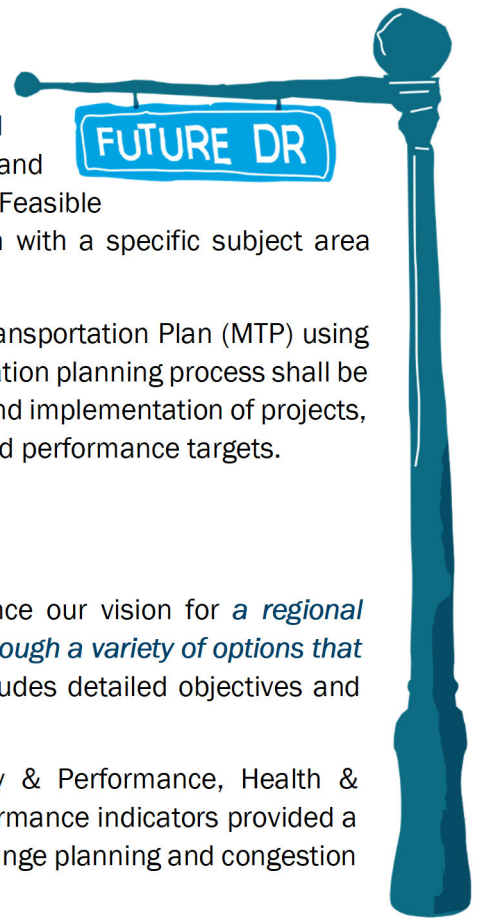 FUTURE DR
and
Feasible
with a specific subject area
ansportation Plan (MTP) using
ation planning process shall be
nd implementation of projects,
d performance targets.
nce our vision for a regional
ough a variety of options that
udes detailed objectives and
y & Performance, Health &
rmance indicators provided a
nge planning and congestion